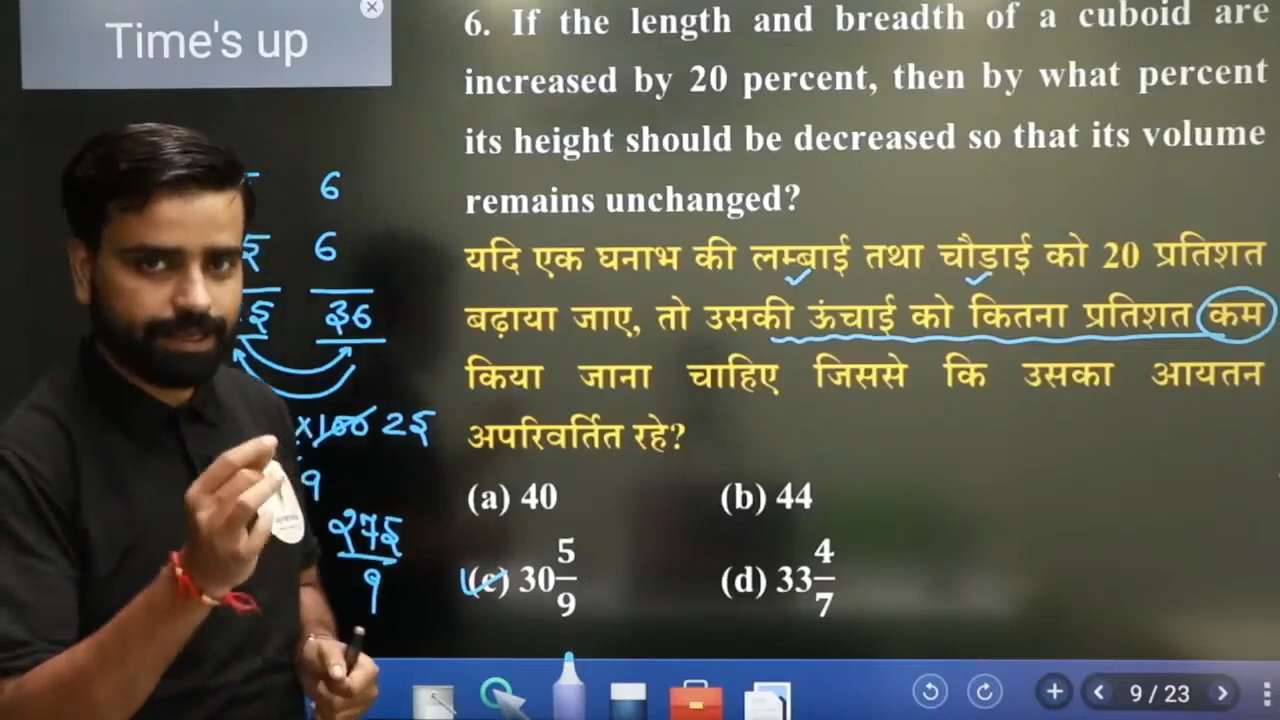 Time's up
6. If the length and breadth of a cuboid are
increased by 20 percent, then by what percent
its height should be decreased so that its volume
remains unchanged?
यदि एक घनाभ की लम्बाई तथा चौड़ाई को 20 प्रतिशत
बढ़ाया जाए, तो उसकी ऊंचाई को कितना प्रतिशत कम
किया जाना चाहिए जिससे कि उसका आयतन
अपरिवर्तित रहे?
(a) 40 (b) 44
(c) 30 5/9 (d) 33 4/7
6
5 6
36
×100 25
9
275
9
9 / 23